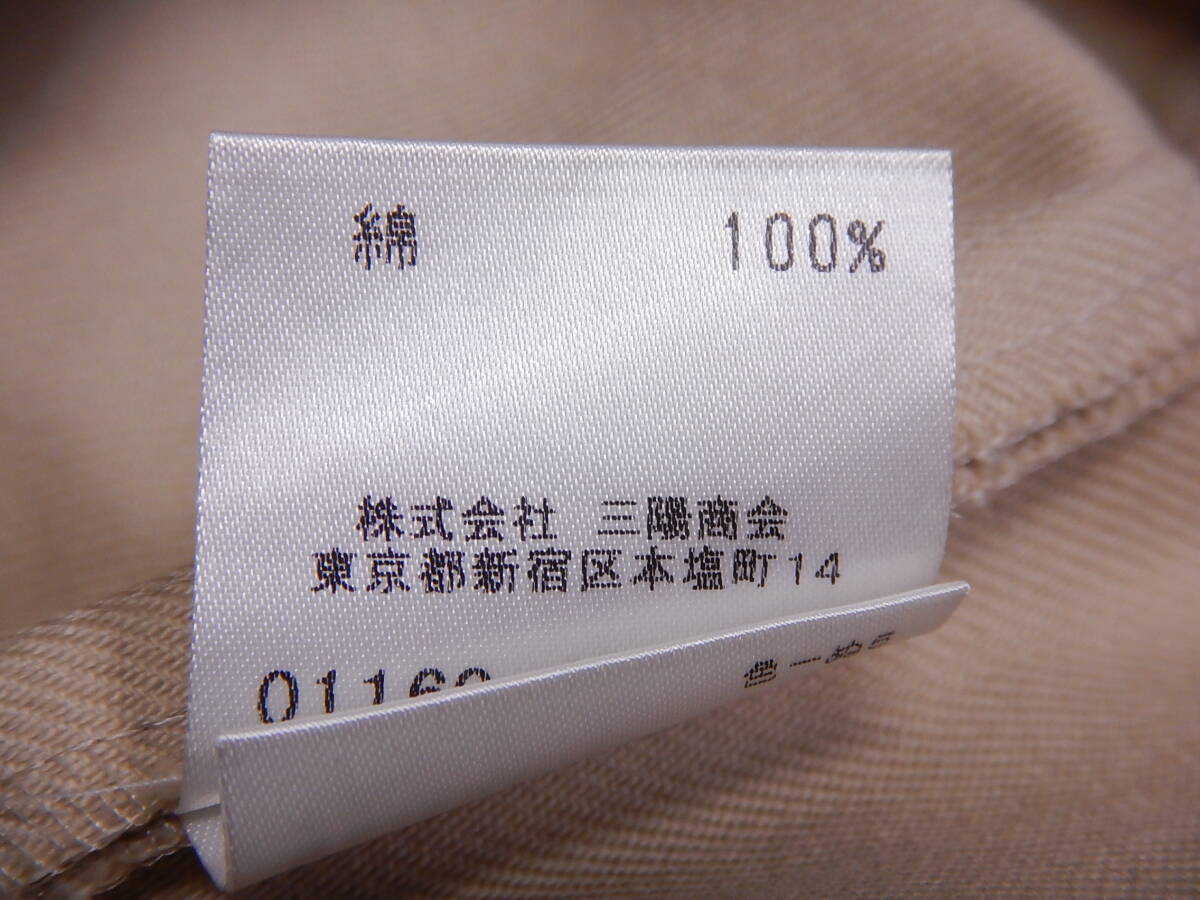 綿 100%
株式会社 三陽商会
東京都新宿区本塩町14
0116